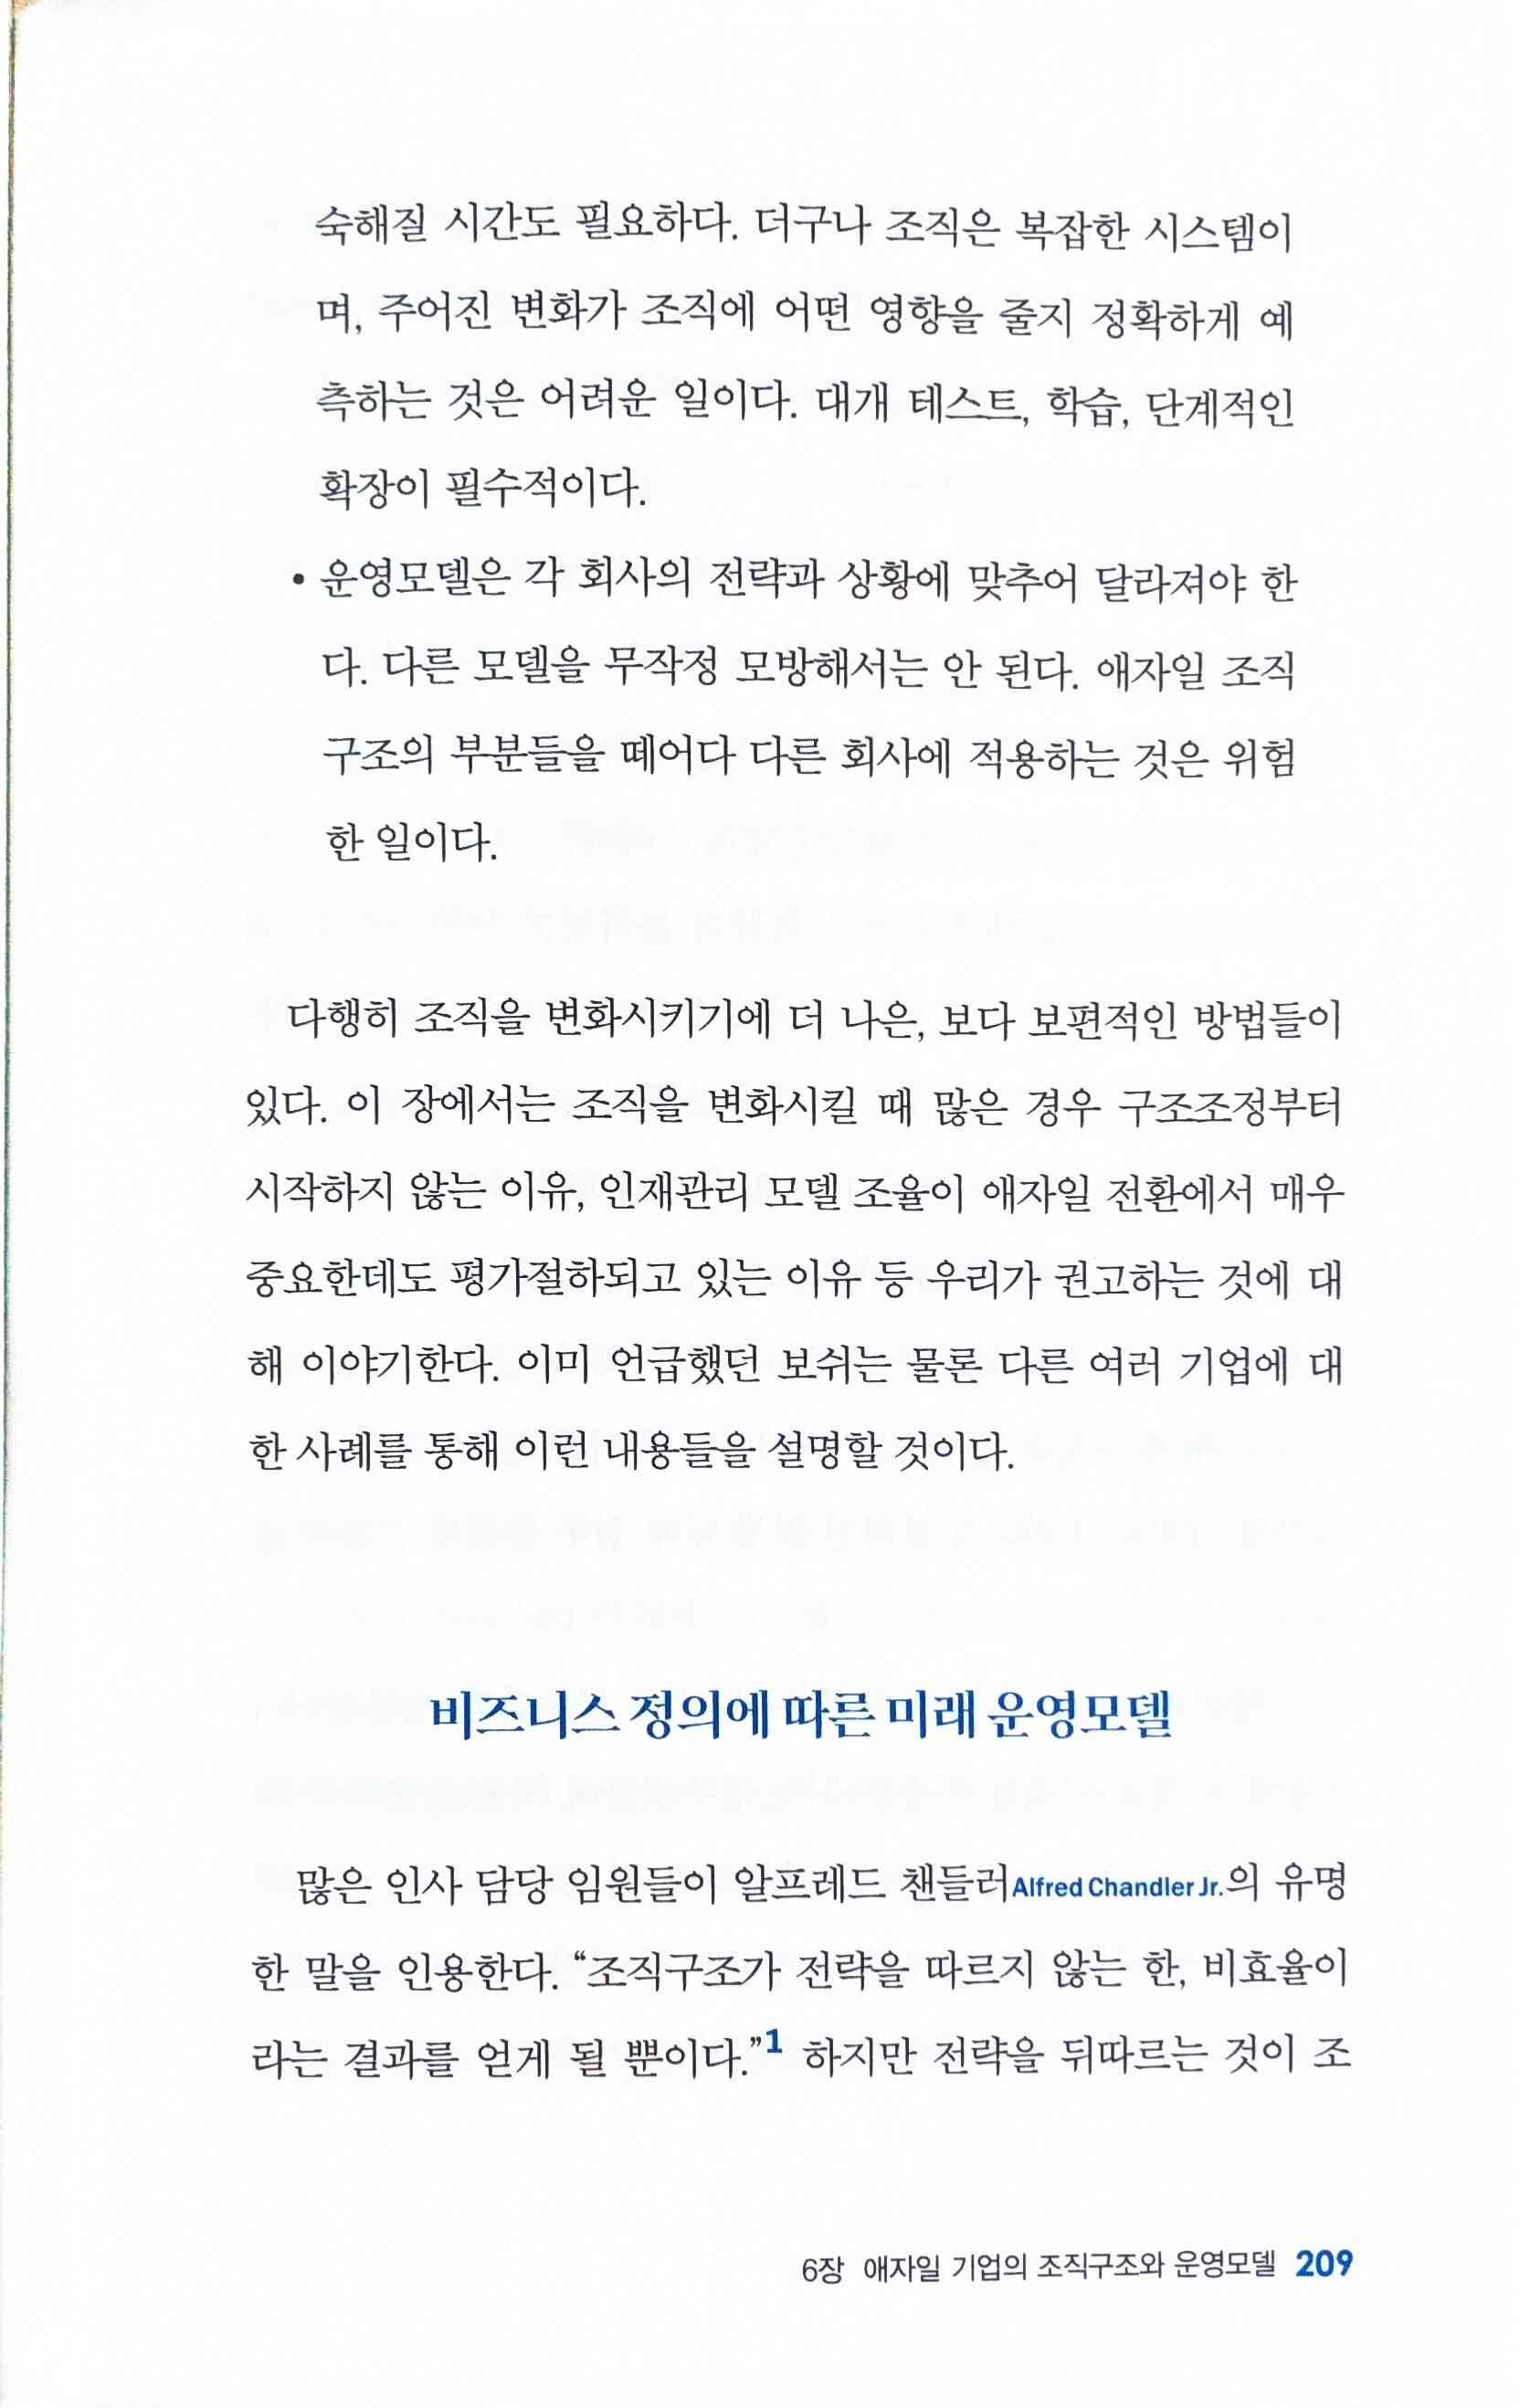 숙해질 시간도 필요하다. 더구나 조직은 복잡한 시스템이
며, 주어진 변화가 조직에 어떤 영향을 줄지 정확하게 예
측하는 것은 어려운 일이다. 대개 테스트, 학습, 단계적인
확장이 필수적이다.
• 운영모델은 각 회사의 전략과 상황에 맞추어 달라져야 한
다. 다른 모델을 무작정 모방해서는 안 된다. 애자일 조직
구조의 부분들을 떼어다 다른 회사에 적용하는 것은 위험
한 일이다.
다행히 조직을 변화시키기에 더 나은, 보다 보편적인 방법들이
있다. 이 장에서는 조직을 변화시킬 때 많은 경우 구조조정부터
시작하지 않는 이유, 인재관리 모델 조율이 애자일 전환에서 매우
중요한데도 평가절하되고 있는 이유 등 우리가 권고하는 것에 대
해 이야기한다. 이미 언급했던 보쉬는 물론 다른 여러 기업에 대
한 사례를 통해 이런 내용들을 설명할 것이다.
비즈니스 정의에 따른 미래 운영모델
많은 인사 담당 임원들이 알프레드 챈들러Alfred Chandler Jr.의 유명
한 말을 인용한다. “조직구조가 전략을 따르지 않는 한, 비효율이
라는 결과를 얻게 될 뿐이다.”1 하지만 전략을 뒤따르는 것이 조
6장 애자일 기업의 조직구조와 운영모델 209